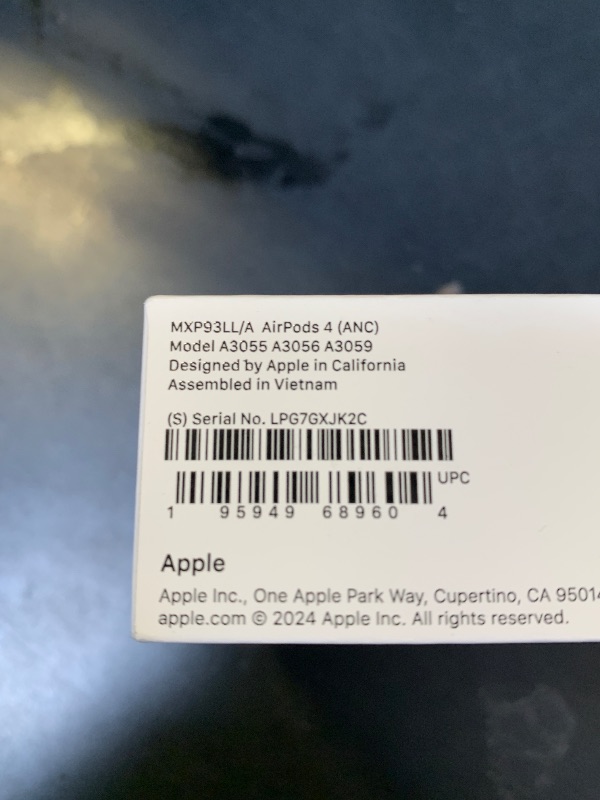 MXP93LL/A AirPods 4 (ANC)
Model A3055 A3056 A3059
Designed by Apple in California
Assembled in Vietnam
(S) Serial No. LPG7GXJK2C
UPC
1 95949 68960 4
Apple
Apple Inc., One Apple Park Way, Cupertino, CA 95014
apple.com © 2024 Apple Inc. All rights reserved.